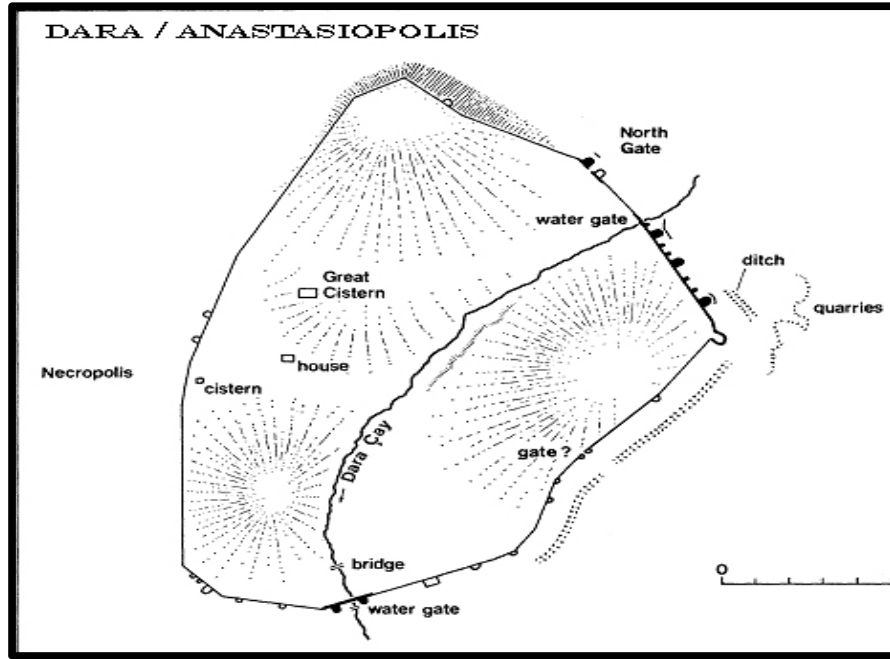 DARA / ANASTASIOPOLIS
North
Gate
water gate
ditch
Great
Cistern
quarries
Necropolis
house
cistern
Dara Çay
gate ?
bridge
0
water gate